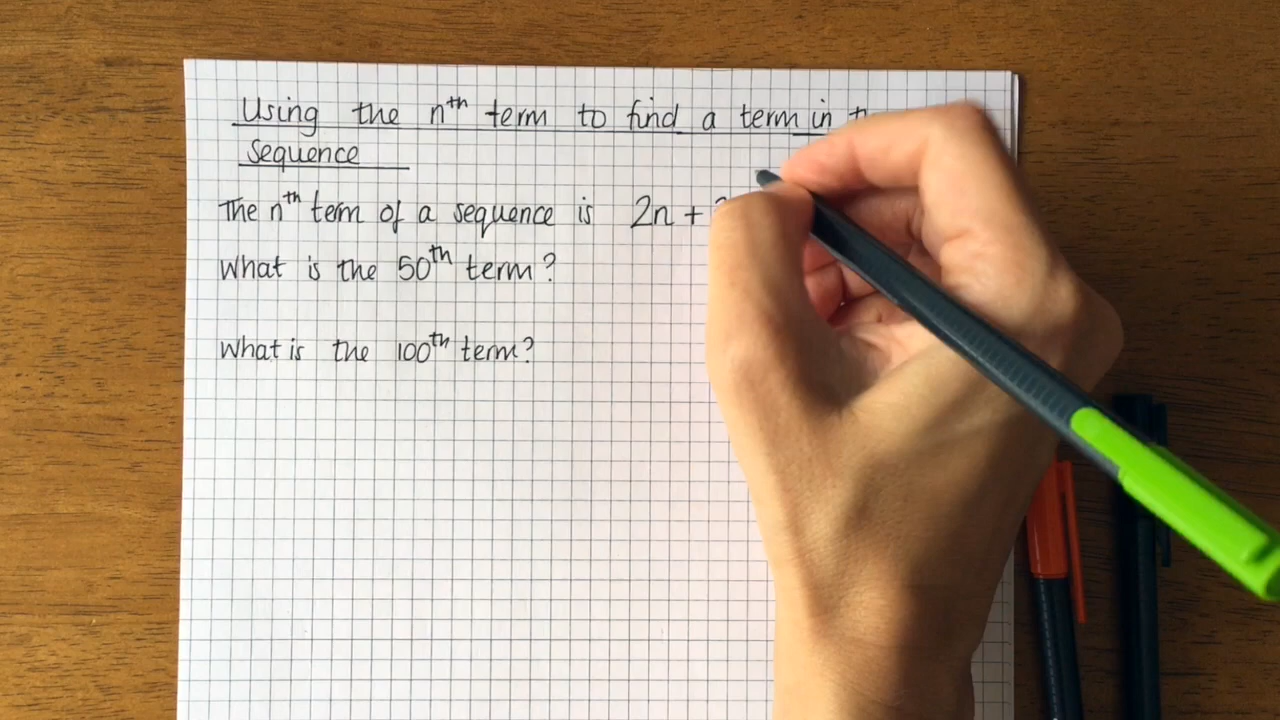 Using the nth term to find a term in
sequence
The nth term of a sequence is 2n +
What is the 50th term?
What is the 100th term?